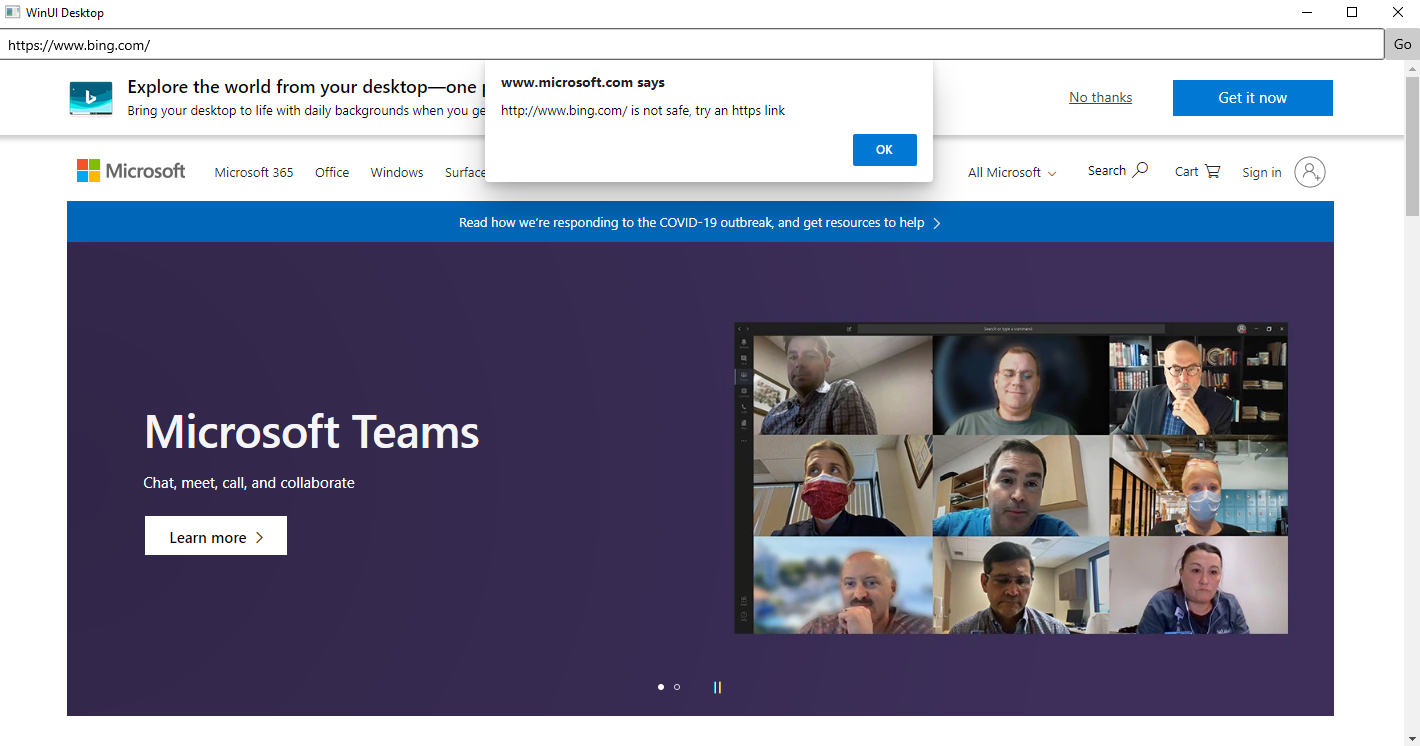 WinUI Desktop
https://www.bing.com/
Go
Explore the world from your desktop—one
Bring your desktop to life with daily backgrounds when you
No thanks
Get it now
www.microsoft.com says
http://www.bing.com/ is not safe, try an https link
OK
Microsoft
Microsoft 365
Office
Windows
Surface
All Microsoft
Search
Cart
Sign in
Read how we're responding to the COVID-19 outbreak, and get resources to help
Microsoft Teams
Chat, meet, call, and collaborate
Learn more
Search or type a command